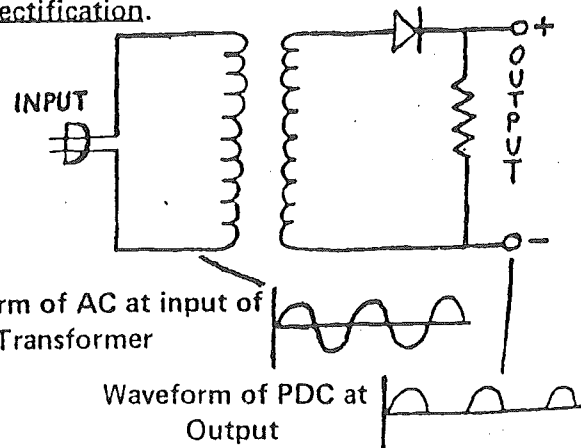 ectification.
+
INPUT
OUTPUT
-
rm of AC at input of
Transformer
Waveform of PDC at
Output